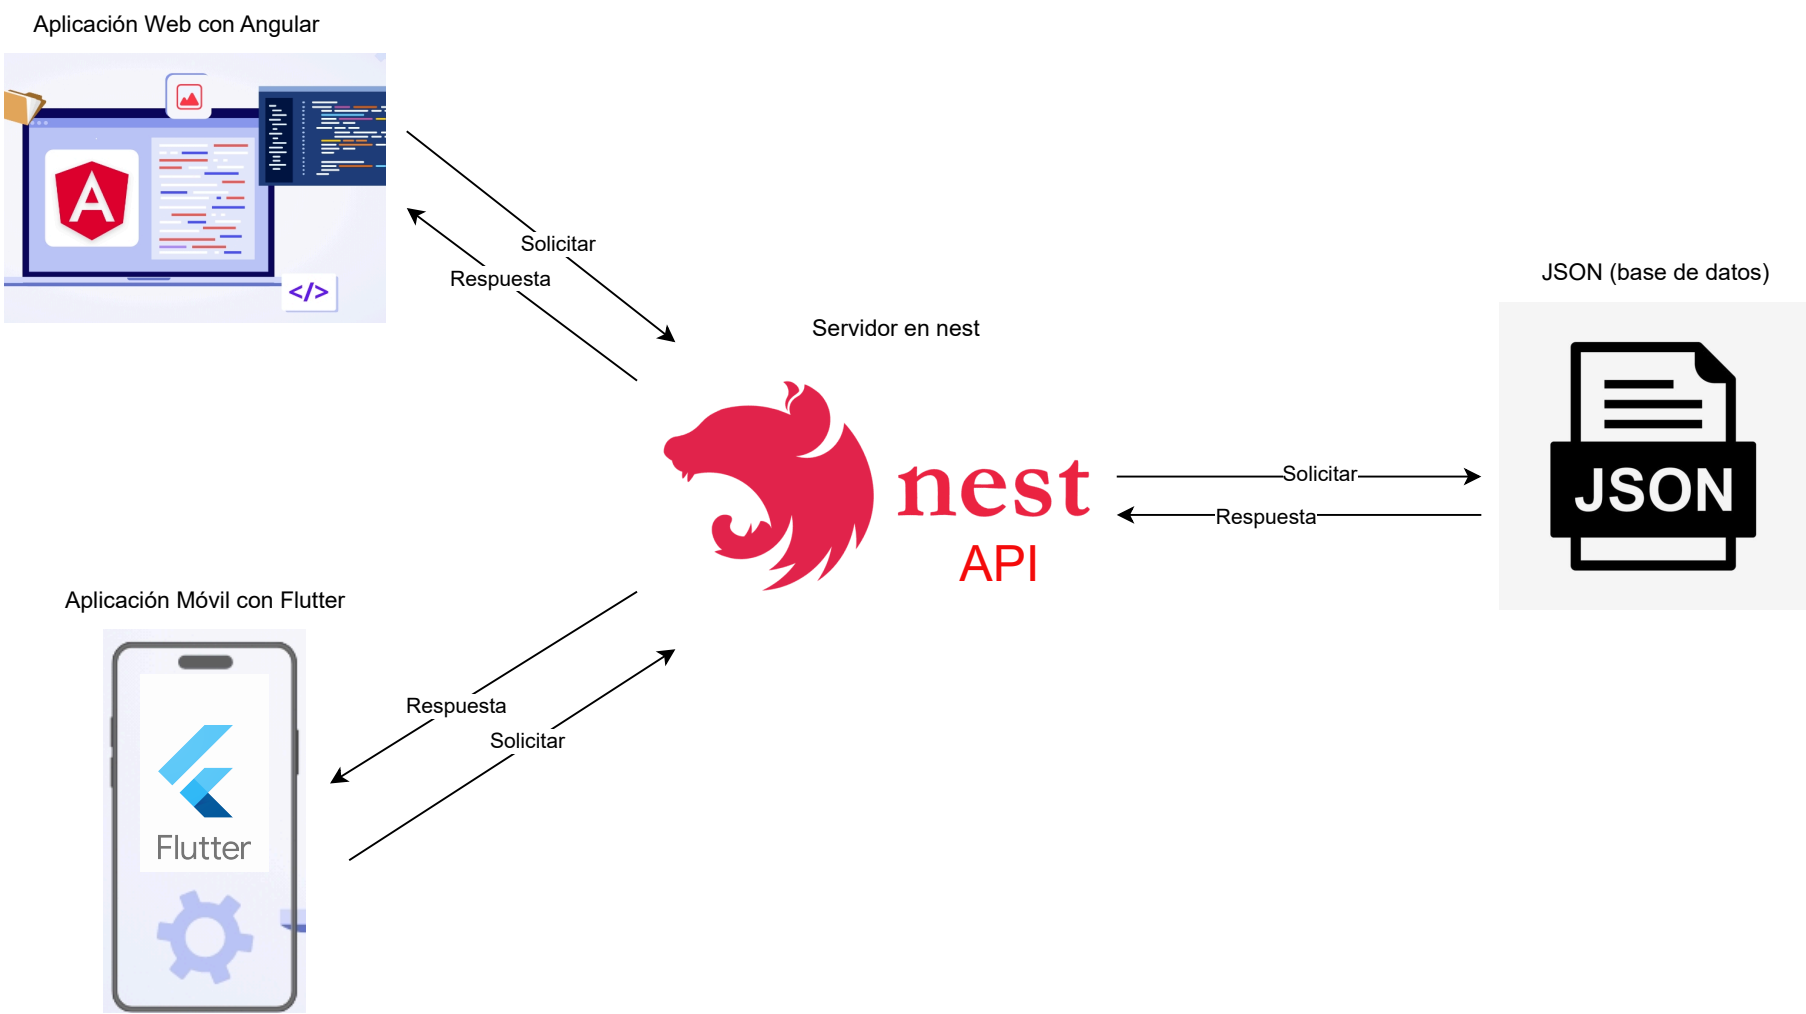 Aplicación Web con Angular
A
</>
Solicitar
Respuesta
Servidor en nest
nest
API
JSON (base de datos)
JSON
Solicitar
Respuesta
Aplicación Móvil con Flutter
Flutter
Respuesta
Solicitar